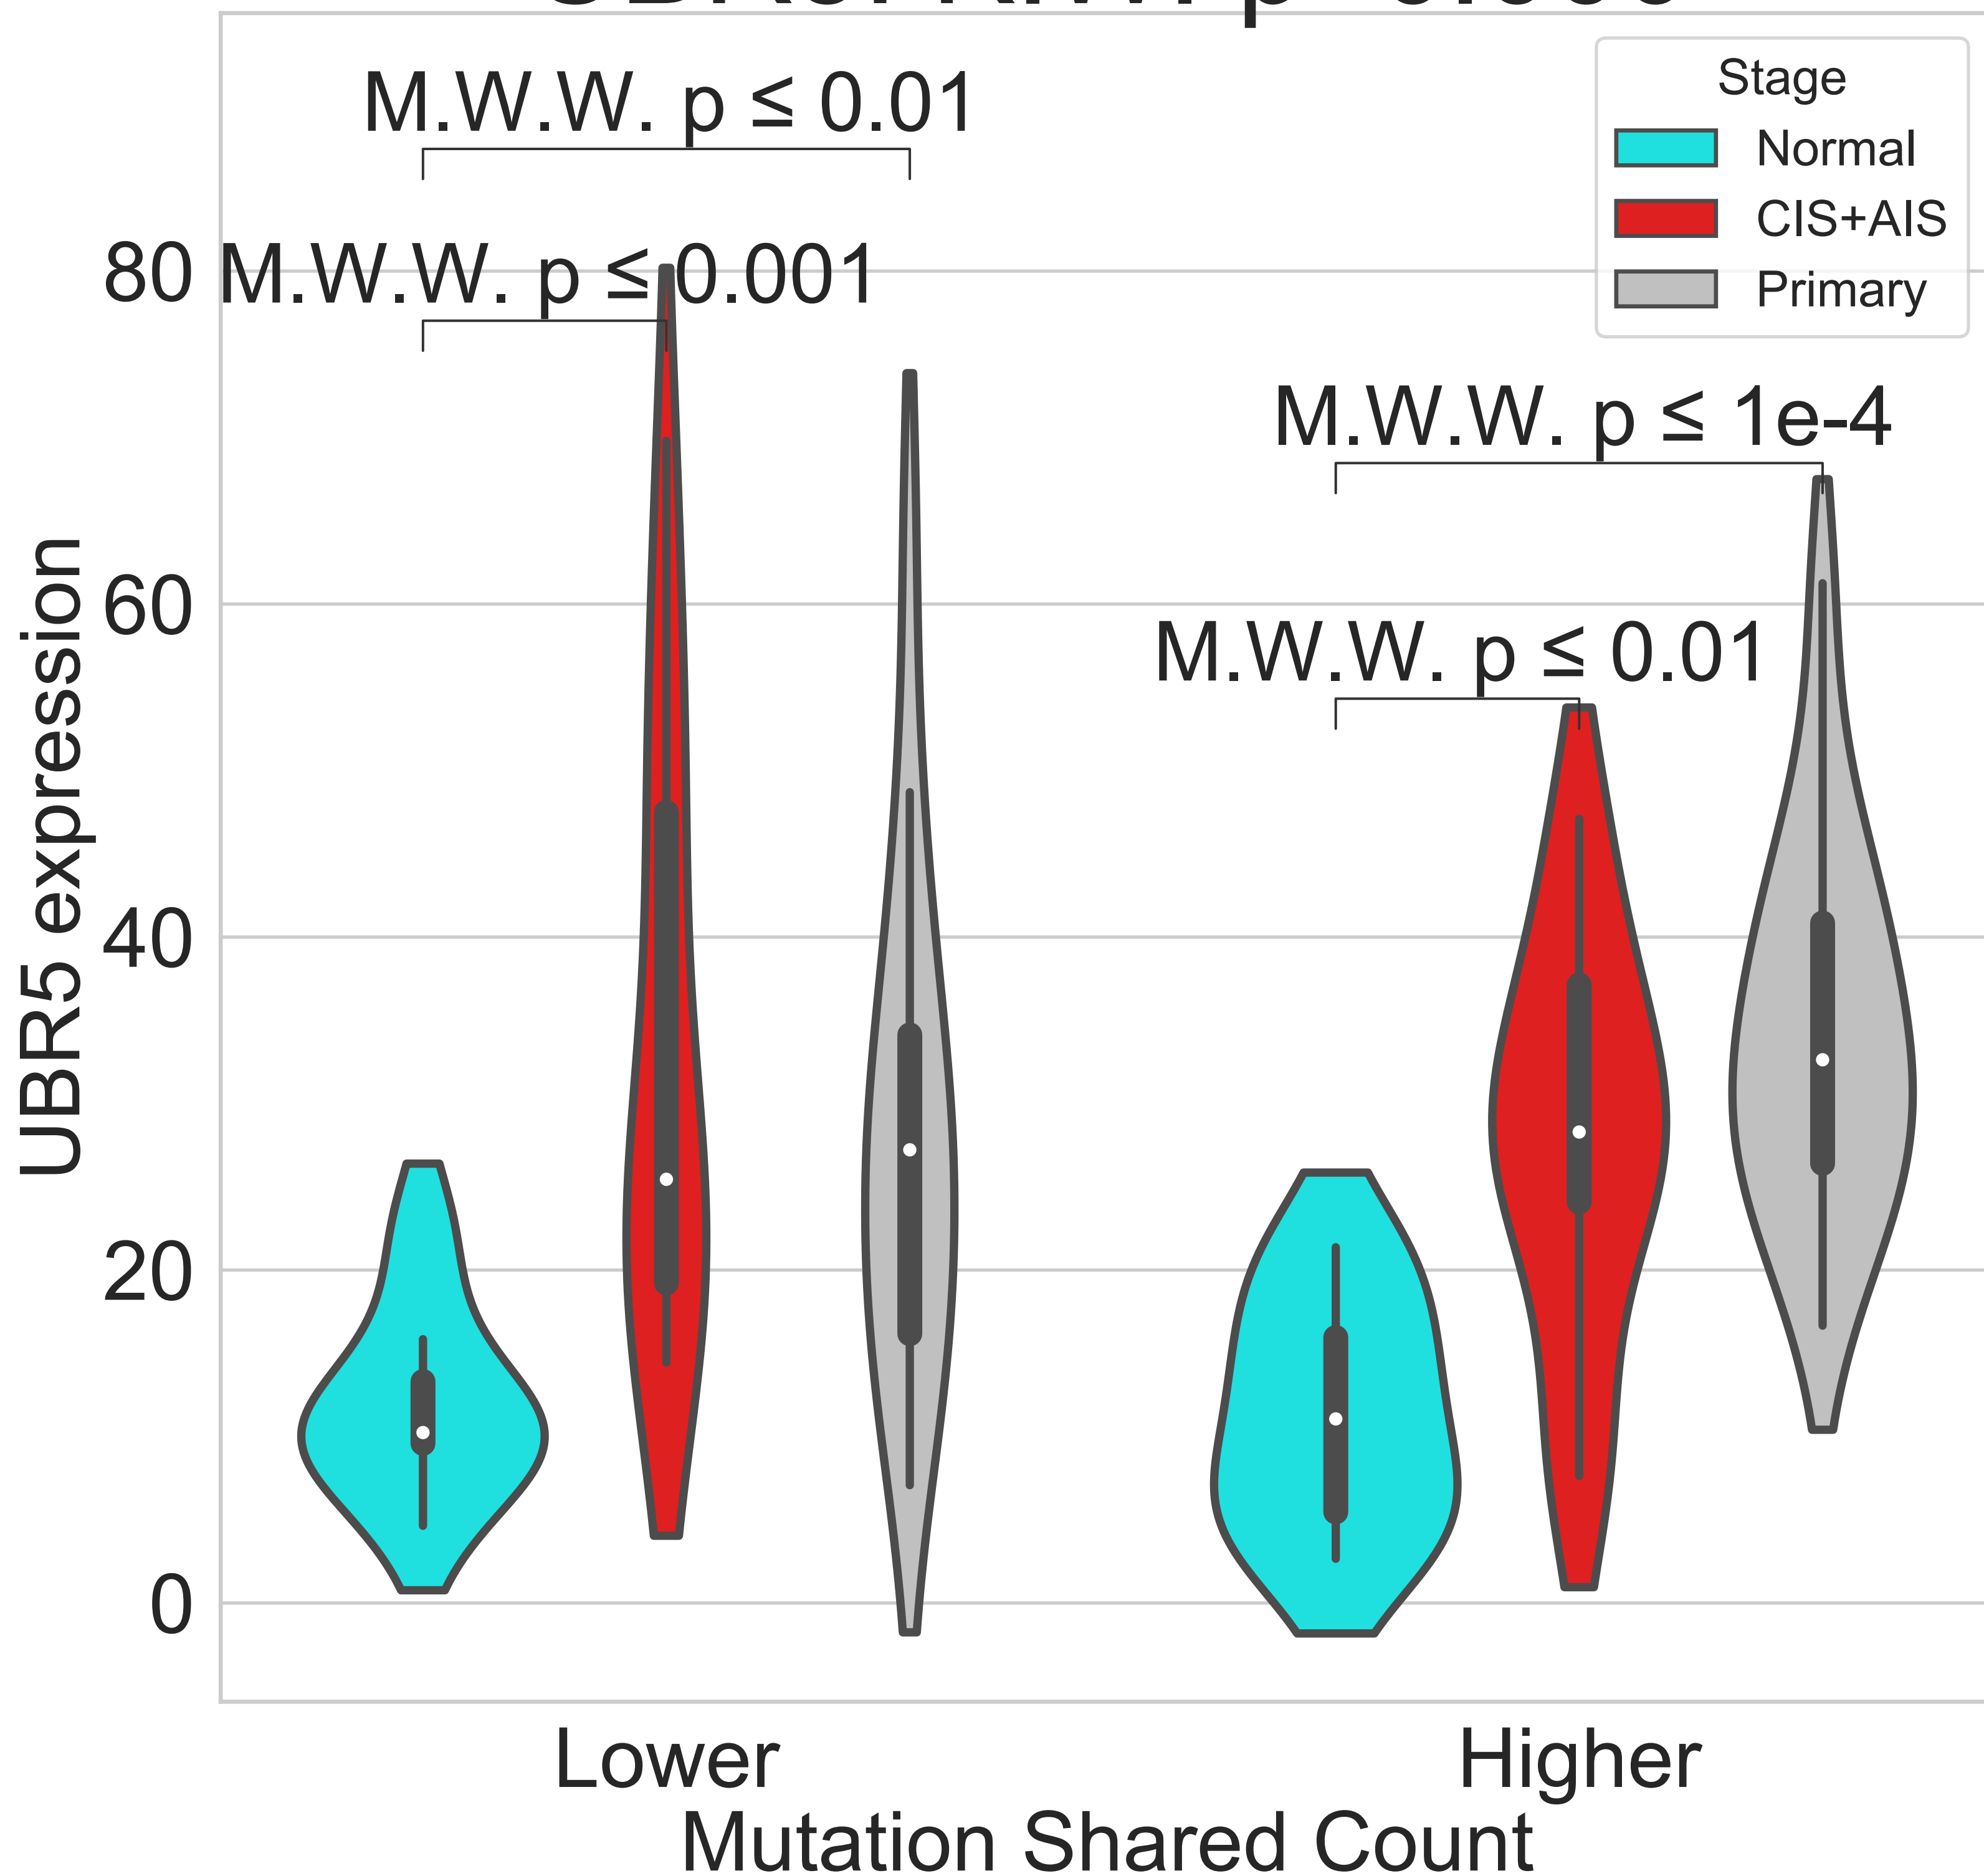 M.W.W. p ≤ 0.01
Stage
Normal
CIS+AIS
Primary
M.W.W. p ≤ 0.001
M.W.W. p ≤ 1e-4
M.W.W. p ≤ 0.01
UBR5 expression
80
60
40
20
0
Lower
Higher
Mutation Shared Count